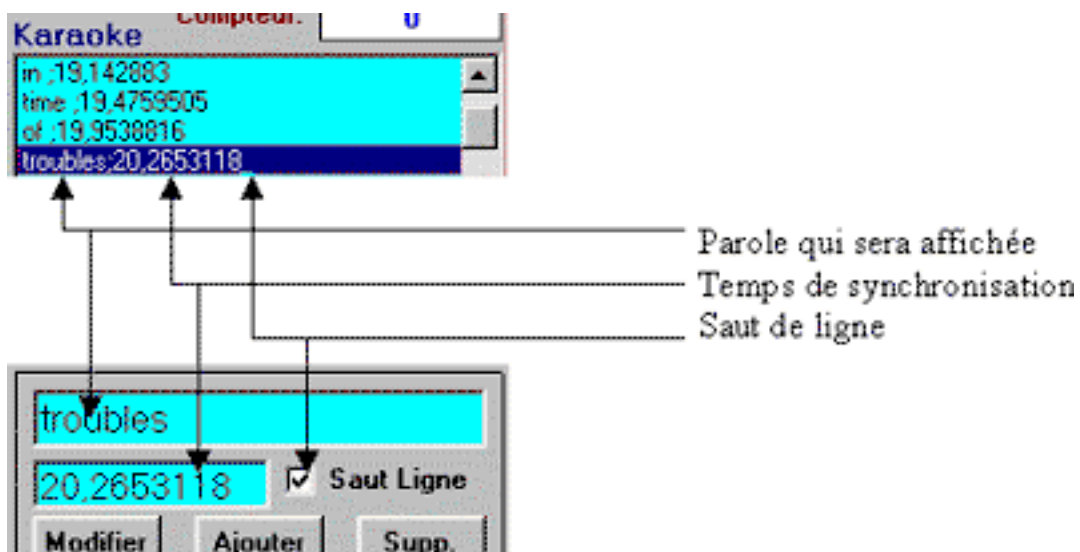 Compteur: 0
Karaoke
in ;19,142883
time ;19,4759505
of ;19,9538816
troubles;20,2653118_
Parole qui sera affichée
Temps de synchronisation
Saut de ligne
troubles
20,2653118 Saut Ligne
Modifier Ajouter Supp.